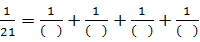 1/21 = 1/( ) + 1/( ) + 1/( ) + 1/( )